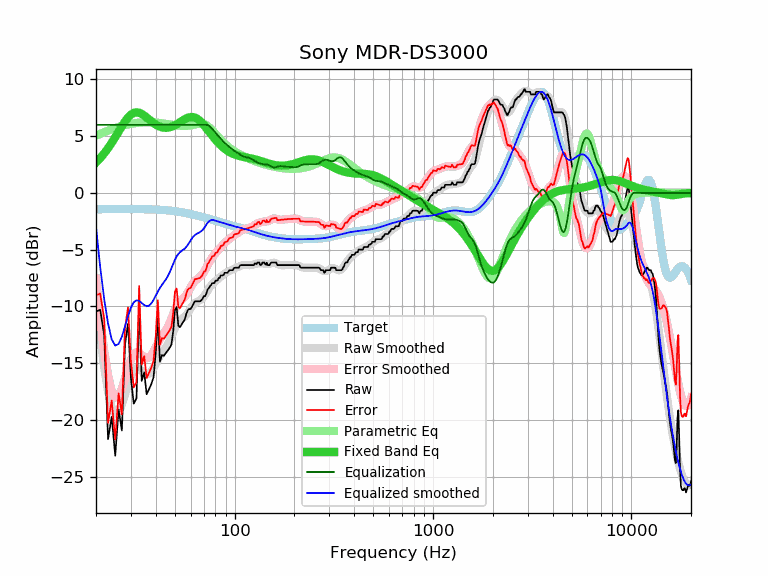 Sony MDR-DS3000
Amplitude (dBr)
10
5
0
−5
−10
−15
−20
−25
Target
Raw Smoothed
Error Smoothed
Raw
Error
Parametric Eq
Fixed Band Eq
Equalization
Equalized smoothed
100
1000
10000
Frequency (Hz)